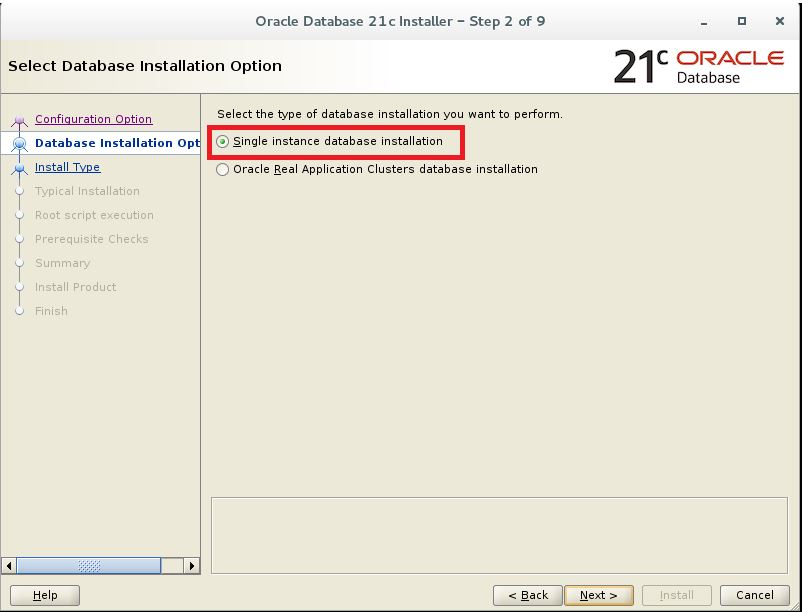 Oracle Database 21c Installer – Step 2 of 9
Select Database Installation Option
21c ORACLE
Database
Configuration Option
Database Installation Opt
Install Type
Typical Installation
Root script execution
Prerequisite Checks
Summary
Install Product
Finish
Select the type of database installation you want to perform.
Single instance database installation
Oracle Real Application Clusters database installation
Help
< Back
Next >
Install
Cancel